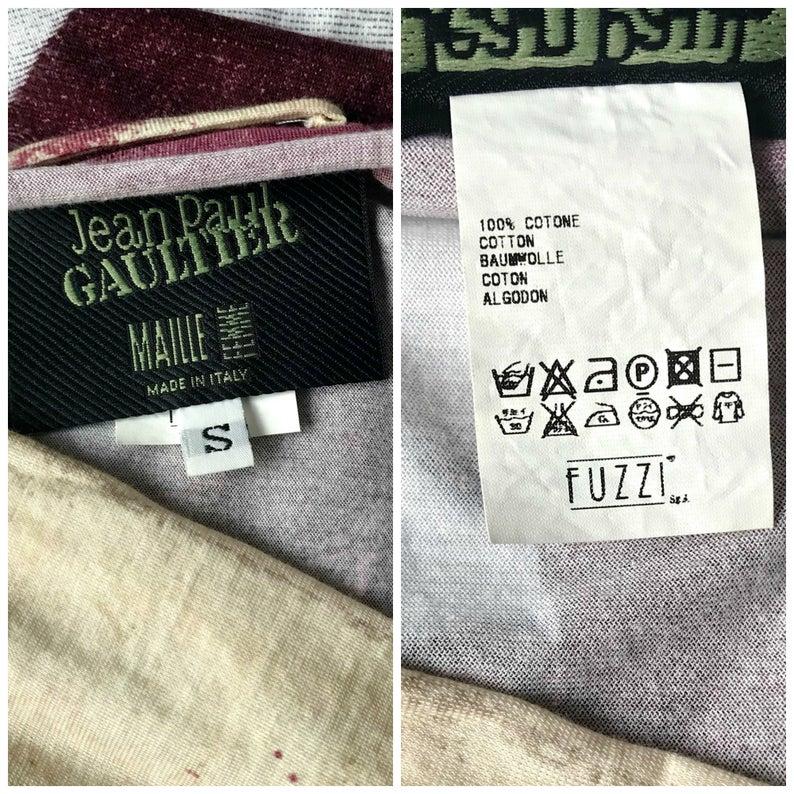 Jean Paul
GAULTIER
MAILLE FEMME
MADE IN ITALY
S
100% COTONE
COTTON
BAUMWOLLE
COTON
ALGODON
P
FUZZI
S.p.A.